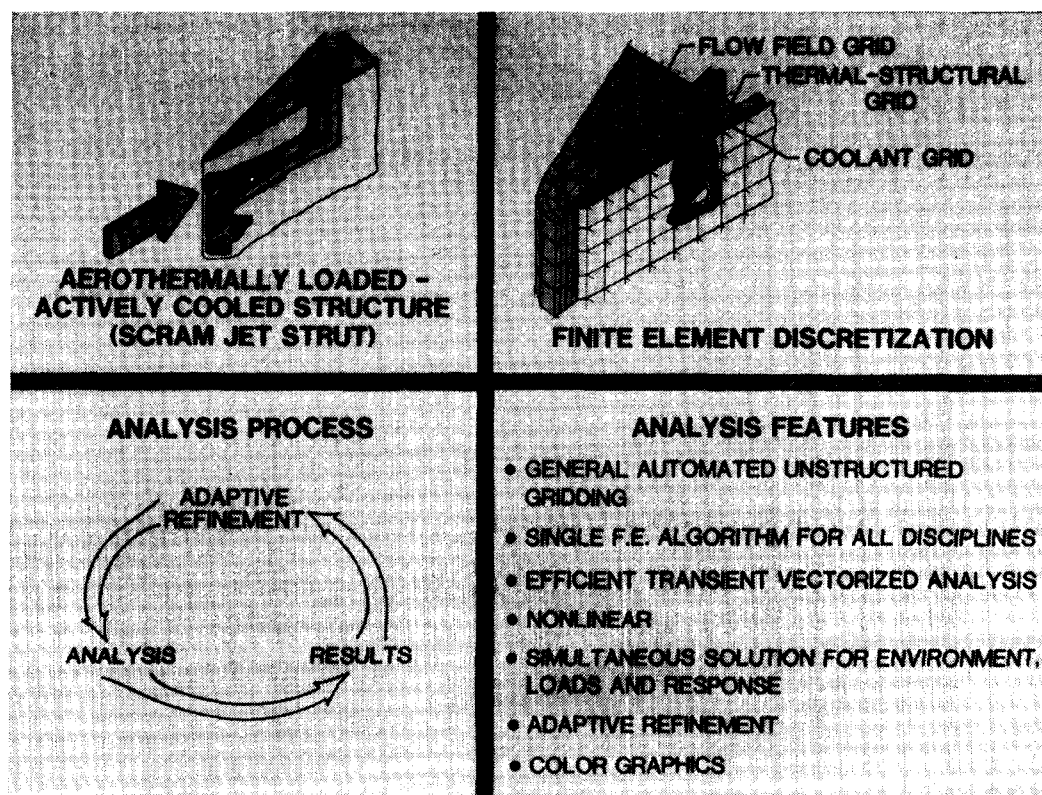 AEROTHERMALLY LOADED -
ACTIVELY COOLED STRUCTURE
(SCRAM JET STRUT)
FLOW FIELD GRID
THERMAL-STRUCTURAL
GRID
COOLANT GRID
FINITE ELEMENT DISCRETIZATION
ANALYSIS PROCESS
ADAPTIVE
REFINEMENT
ANALYSIS
RESULTS
ANALYSIS FEATURES
• GENERAL AUTOMATED UNSTRUCTURED
GRIDDING
• SINGLE F.E. ALGORITHM FOR ALL DISCIPLINES
• EFFICIENT TRANSIENT VECTORIZED ANALYSIS
• NONLINEAR
• SIMULTANEOUS SOLUTION FOR ENVIRONMENT,
LOADS AND RESPONSE
• ADAPTIVE REFINEMENT
• COLOR GRAPHICS